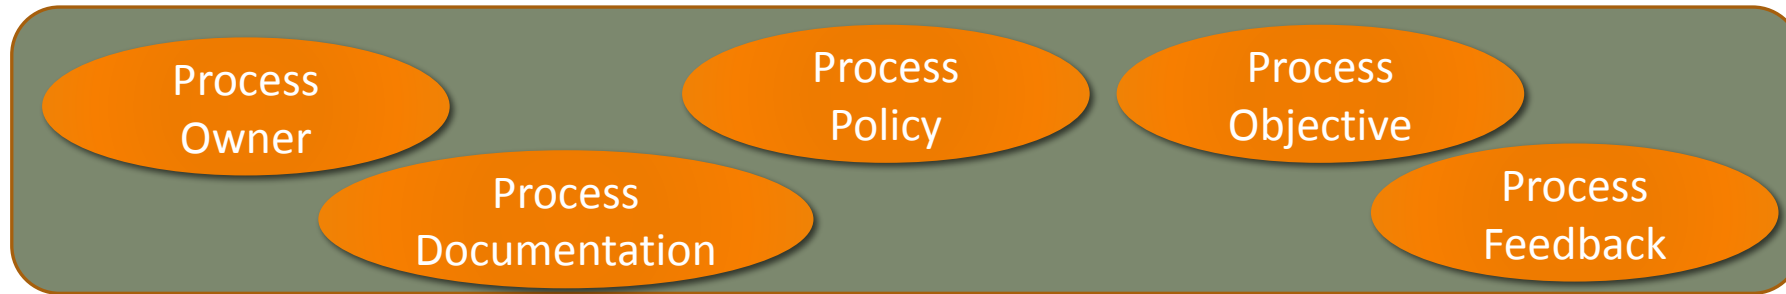 Process
Owner
Process
Documentation
Process
Policy
Process
Objective
Process
Feedback